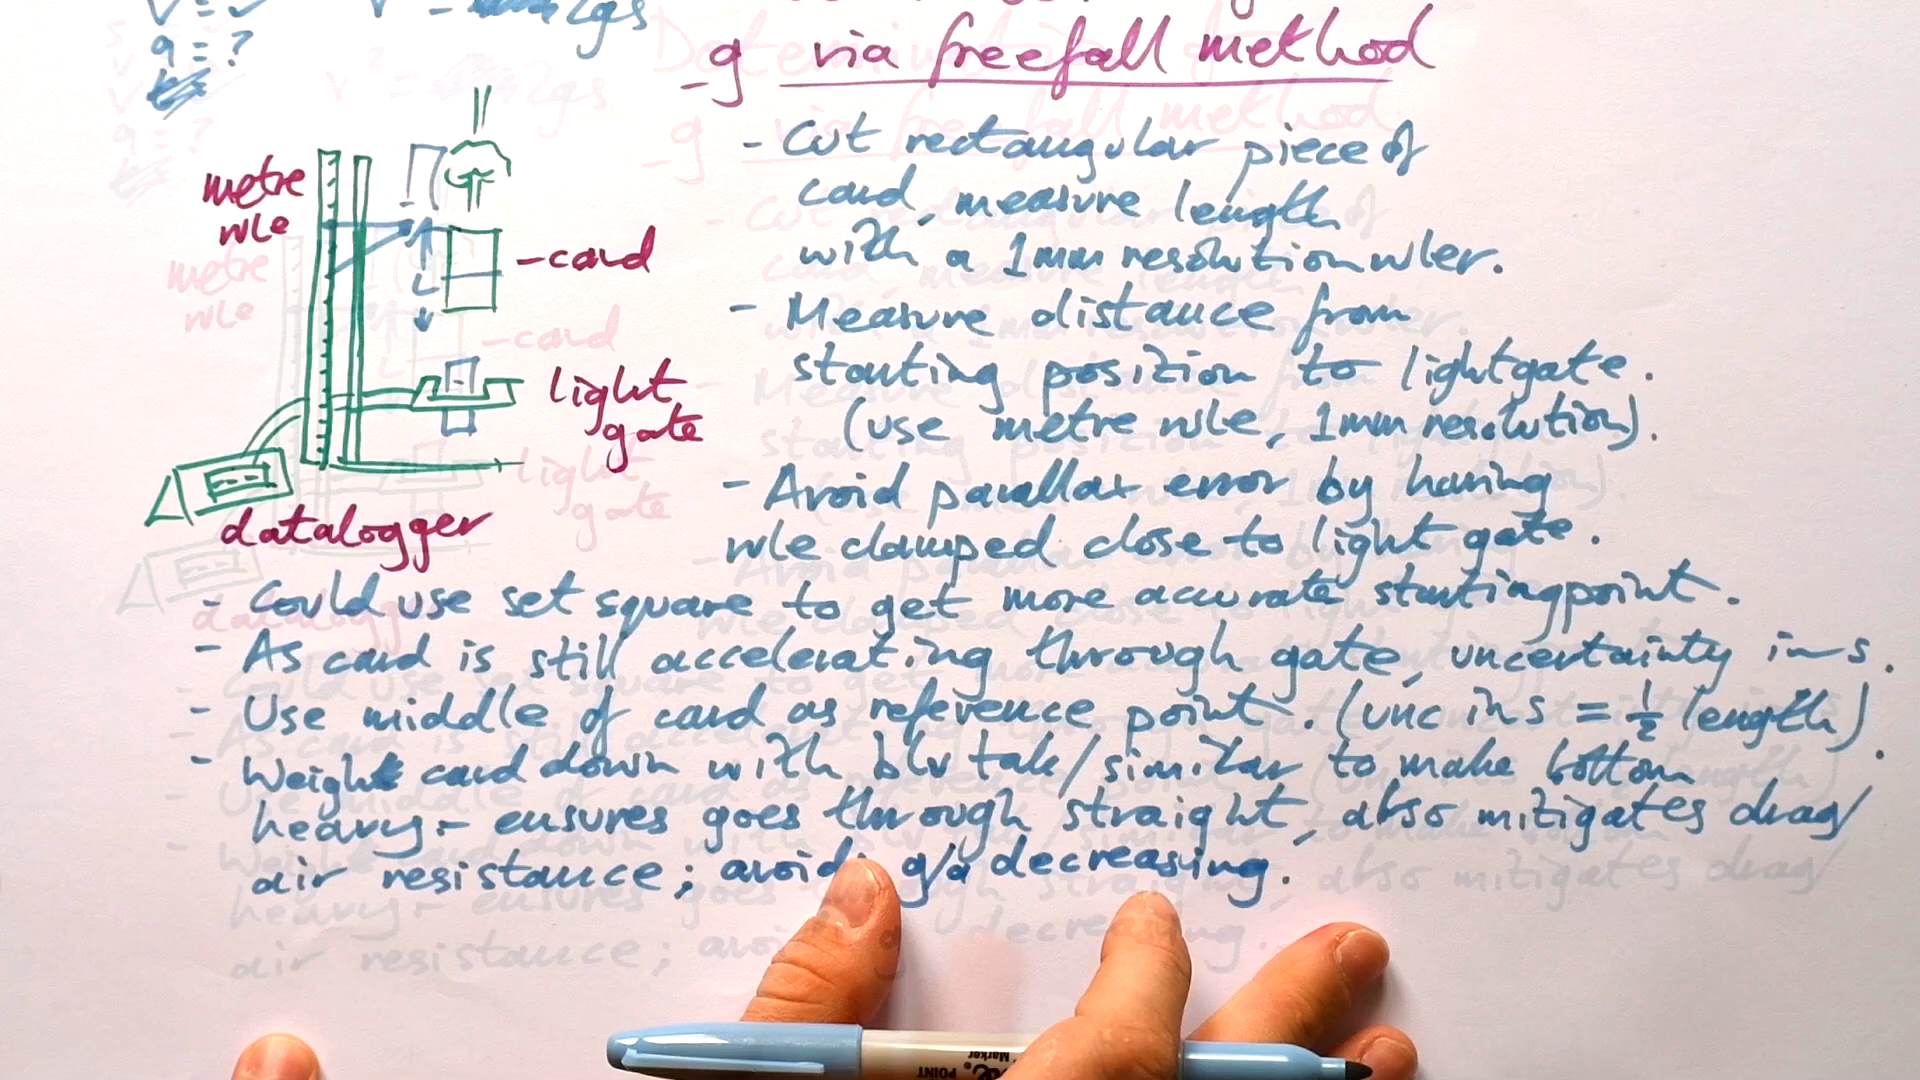 a = ?
2gs
- g via freefall method
- Cut rectangular piece of
card, measure length
with a 1mm resolution ruler.
- Measure distance from
starting position to lightgate.
(use metre rule, 1mm resolution).
- Avoid parallax error by having
rule clamped close to light gate.
- Could use set square to get more accurate starting point.
- As card is still accelerating through gate, uncertainty in s.
- Use middle of card as reference point. (unc in s = ½ length).
- Weight card down with blu tak/similar to make bottom
heavy - ensures goes through straight, also mitigates drag/
air resistance; avoid g/a decreasing.
metre
rule
L
- card
light
gate
datalogger
Marker
POINT